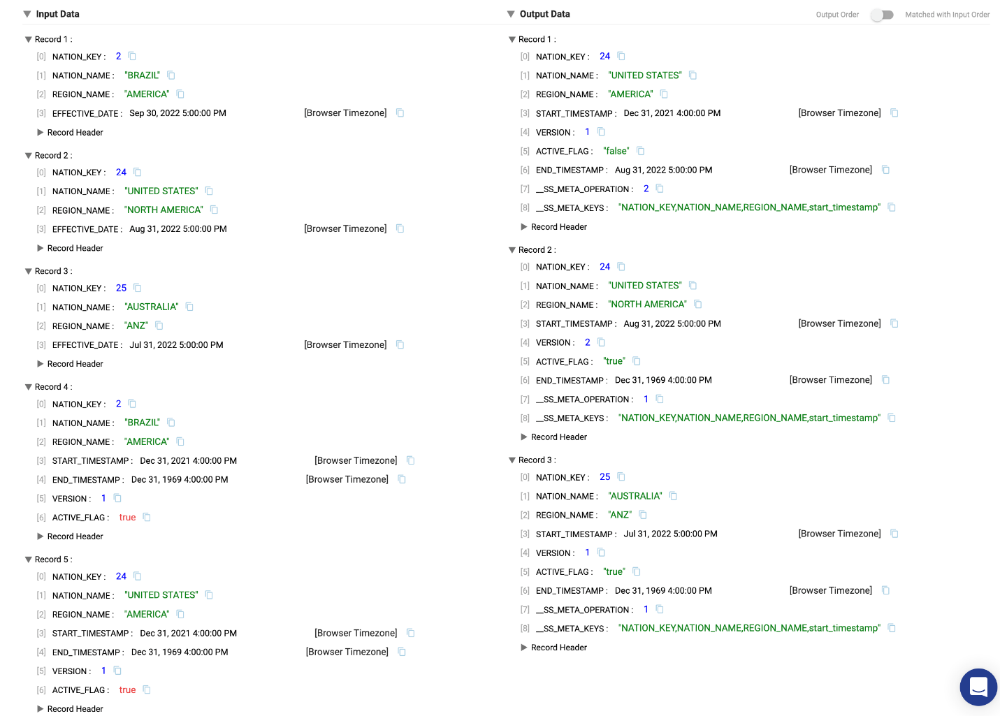 Input Data
Record 1 :
[0] NATION_KEY : 2
[1] NATION_NAME : "BRAZIL"
[2] REGION_NAME : "AMERICA"
[3] EFFECTIVE_DATE : Sep 30, 2022 5:00:00 PM [Browser Timezone]
Record Header
Record 2 :
[0] NATION_KEY : 24
[1] NATION_NAME : "UNITED STATES"
[2] REGION_NAME : "NORTH AMERICA"
[3] EFFECTIVE_DATE : Aug 31, 2022 5:00:00 PM [Browser Timezone]
Record Header
Record 3 :
[0] NATION_KEY : 25
[1] NATION_NAME : "AUSTRALIA"
[2] REGION_NAME : "ANZ"
[3] EFFECTIVE_DATE : Jul 31, 2022 5:00:00 PM [Browser Timezone]
Record Header
Record 4 :
[0] NATION_KEY : 2
[1] NATION_NAME : "BRAZIL"
[2] REGION_NAME : "AMERICA"
[3] START_TIMESTAMP : Dec 31, 2021 4:00:00 PM [Browser Timezone]
[4] END_TIMESTAMP : Dec 31, 1969 4:00:00 PM [Browser Timezone]
[5] VERSION : 1
[6] ACTIVE_FLAG : true
Record Header
Record 5 :
[0] NATION_KEY : 24
[1] NATION_NAME : "UNITED STATES"
[2] REGION_NAME : "AMERICA"
[3] START_TIMESTAMP : Dec 31, 2021 4:00:00 PM [Browser Timezone]
[4] END_TIMESTAMP : Dec 31, 1969 4:00:00 PM [Browser Timezone]
[5] VERSION : 1
[6] ACTIVE_FLAG : true
Record Header
Output Data
Output Order Matched with Input Order
Record 1 :
[0] NATION_KEY : 24
[1] NATION_NAME : "UNITED STATES"
[2] REGION_NAME : "AMERICA"
[3] START_TIMESTAMP : Dec 31, 2021 4:00:00 PM [Browser Timezone]
[4] VERSION : 1
[5] ACTIVE_FLAG : "false"
[6] END_TIMESTAMP : Aug 31, 2022 5:00:00 PM [Browser Timezone]
[7] __SS_META_OPERATION : 2
[8] __SS_META_KEYS : "NATION_KEY,NATION_NAME,REGION_NAME,start_timestamp"
Record Header
Record 2 :
[0] NATION_KEY : 24
[1] NATION_NAME : "UNITED STATES"
[2] REGION_NAME : "NORTH AMERICA"
[3] START_TIMESTAMP : Aug 31, 2022 5:00:00 PM [Browser Timezone]
[4] VERSION : 2
[5] ACTIVE_FLAG : "true"
[6] END_TIMESTAMP : Dec 31, 1969 4:00:00 PM [Browser Timezone]
[7] __SS_META_OPERATION : 1
[8] __SS_META_KEYS : "NATION_KEY,NATION_NAME,REGION_NAME,start_timestamp"
Record Header
Record 3 :
[0] NATION_KEY : 25
[1] NATION_NAME : "AUSTRALIA"
[2] REGION_NAME : "ANZ"
[3] START_TIMESTAMP : Jul 31, 2022 5:00:00 PM [Browser Timezone]
[4] VERSION : 1
[5] ACTIVE_FLAG : "true"
[6] END_TIMESTAMP : Dec 31, 1969 4:00:00 PM [Browser Timezone]
[7] __SS_META_OPERATION : 1
[8] __SS_META_KEYS : "NATION_KEY,NATION_NAME,REGION_NAME,start_timestamp"
Record Header